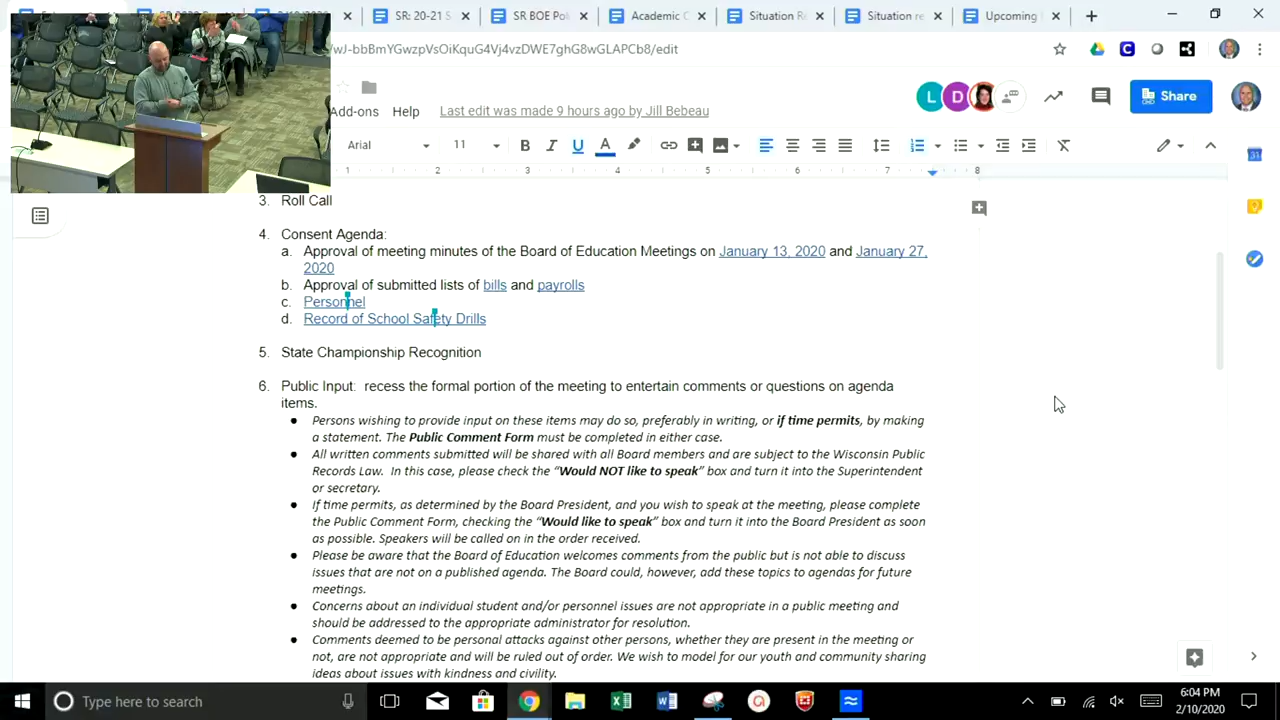 SR: 20-21 S
SR BOE Pol
Academic C
Situation Re
Situation re
Upcoming
wJ-bbBmYGwzpVsOiKquG4Vj4vzDWE7ghG8wGLAPCb8/edit
Add-ons Help Last edit was made 9 hours ago by Jill Bebeau
L D Share
Arial 11 B I U A
1 2 3 4 5 6 7 8
3. Roll Call
4. Consent Agenda:
a. Approval of meeting minutes of the Board of Education Meetings on January 13, 2020 and January 27,
2020
b. Approval of submitted lists of bills and payrolls
c. Personnel
d. Record of School Safety Drills
5. State Championship Recognition
6. Public Input: recess the formal portion of the meeting to entertain comments or questions on agenda
items.
● Persons wishing to provide input on these items may do so, preferably in writing, or if time permits, by making
a statement. The Public Comment Form must be completed in either case.
● All written comments submitted will be shared with all Board members and are subject to the Wisconsin Public
Records Law. In this case, please check the “Would NOT like to speak” box and turn it into the Superintendent
or secretary.
● If time permits, as determined by the Board President, and you wish to speak at the meeting, please complete
the Public Comment Form, checking the “Would like to speak” box and turn it into the Board President as soon
as possible. Speakers will be called on in the order received.
● Please be aware that the Board of Education welcomes comments from the public but is not able to discuss
issues that are not on a published agenda. The Board could, however, add these topics to agendas for future
meetings.
● Concerns about an individual student and/or personnel issues are not appropriate in a public meeting and
should be addressed to the appropriate administrator for resolution.
● Comments deemed to be personal attacks against other persons, whether they are present in the meeting or
not, are not appropriate and will be ruled out of order. We wish to model for our youth and community sharing
ideas about issues with kindness and civility.
Type here to search
6:04 PM
2/10/2020